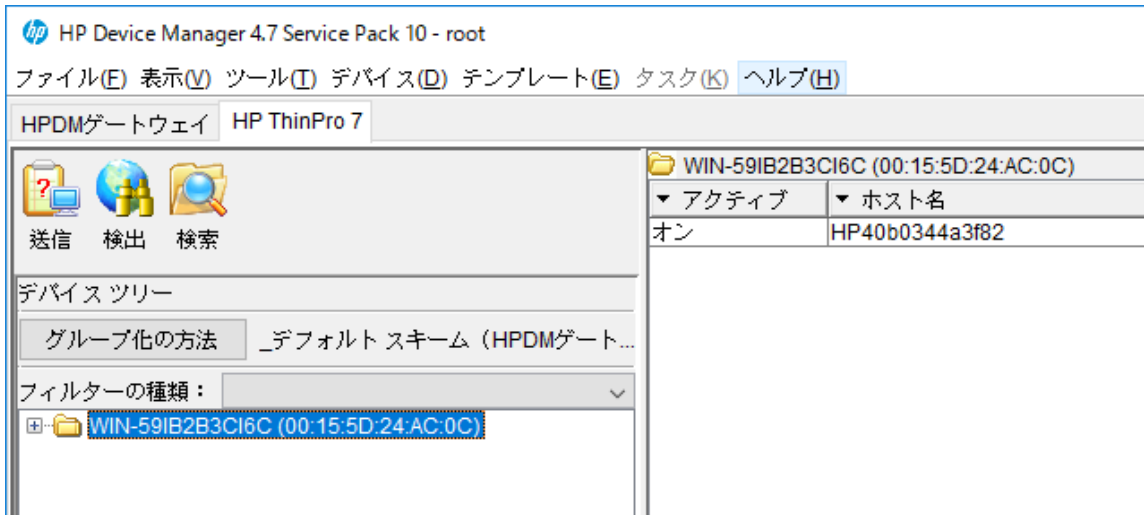 HP Device Manager 4.7 Service Pack 10 - root
ファイル(F) 表示(V) ツール(T) デバイス(D) テンプレート(E) タスク(K) ヘルプ(H)
HPDMゲートウェイ HP ThinPro 7
送信 検出 検索
デバイス ツリー
グループ化の方法 _デフォルト スキーム（HPDMゲート...
フィルターの種類：
WIN-59IB2B3CI6C (00:15:5D:24:AC:0C)
WIN-59IB2B3CI6C (00:15:5D:24:AC:0C)
▼ アクティブ ▼ ホスト名
オン HP40b0344a3f82